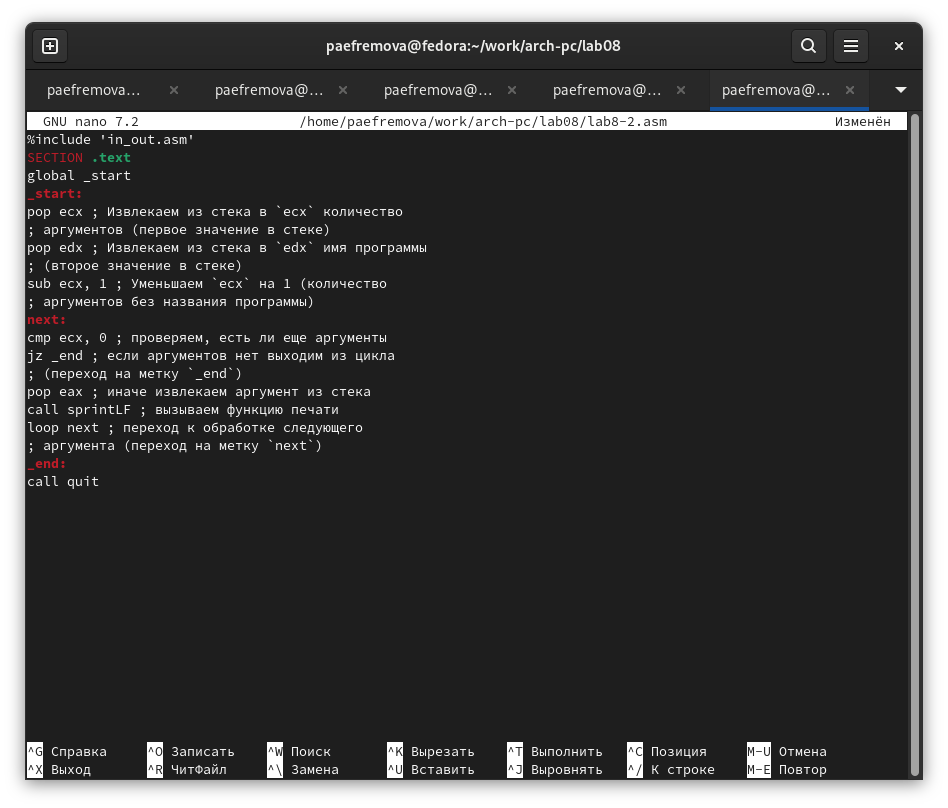 paefremova@fedora:~/work/arch-pc/lab08
paefremova... paefremova@... paefremova@... paefremova@... paefremova@...
GNU nano 7.2 /home/paefremova/work/arch-pc/lab08/lab8-2.asm Изменён
%include 'in_out.asm'
SECTION .text
global _start
_start:
pop ecx ; Извлекаем из стека в `ecx` количество
; аргументов (первое значение в стеке)
pop edx ; Извлекаем из стека в `edx` имя программы
; (второе значение в стеке)
sub ecx, 1 ; Уменьшаем `ecx` на 1 (количество
; аргументов без названия программы)
next:
cmp ecx, 0 ; проверяем, есть ли еще аргументы
jz _end ; если аргументов нет выходим из цикла
; (переход на метку `_end`)
pop eax ; иначе извлекаем аргумент из стека
call sprintLF ; вызываем функцию печати
loop next ; переход к обработке следующего
; аргумента (переход на метку `next`)
_end:
call quit
^G Справка ^O Записать ^W Поиск ^K Вырезать ^T Выполнить ^C Позиция M-U Отмена
^X Выход ^R ЧитФайл ^\ Замена ^U Вставить ^J Выровнять ^/ К строке M-E Повтор